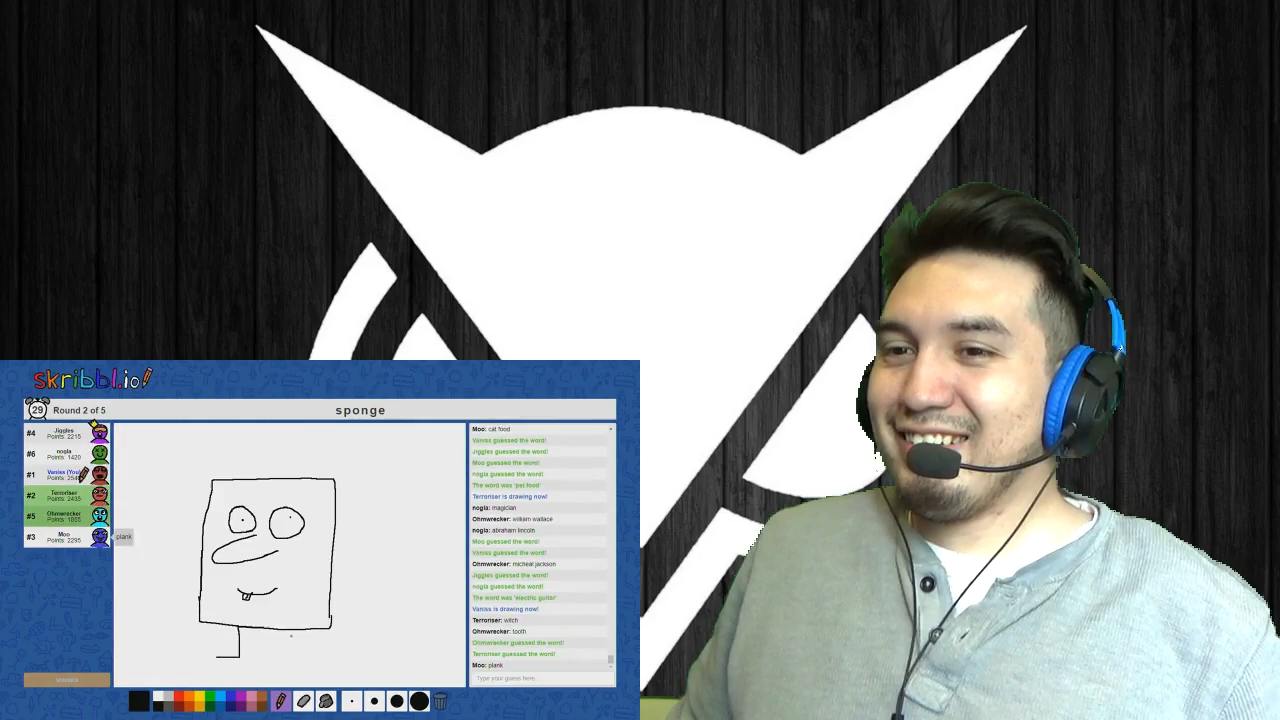 skribbl.io
29
Round 2 of 5
sponge
#4
Jiggles
Points: 2215
#6
nogla
Points: 1420
#1
Vaniss (You)
#2
Terroriser
Points: 2435
#5
Ohmwrecker
Points: 1855
#3
Moo
Points: 2295
plank
Moo: cat food
Vaniss guessed the word!
Jiggles guessed the word!
Moo guessed the word!
nogla guessed the word!
The word was 'pet food'
Terroriser is drawing now!
nogla: magician
Ohmwrecker: william wallace
nogla: abraham lincoln
Moo guessed the word!
Vaniss guessed the word!
Ohmwrecker: micheal jackson
Jiggles guessed the word!
nogla guessed the word!
The word was 'electric guitar'
Vaniss is drawing now!
Terroriser: witch
Ohmwrecker: tooth
Ohmwrecker guessed the word!
Terroriser guessed the word!
Moo: plank
Type your guess here...